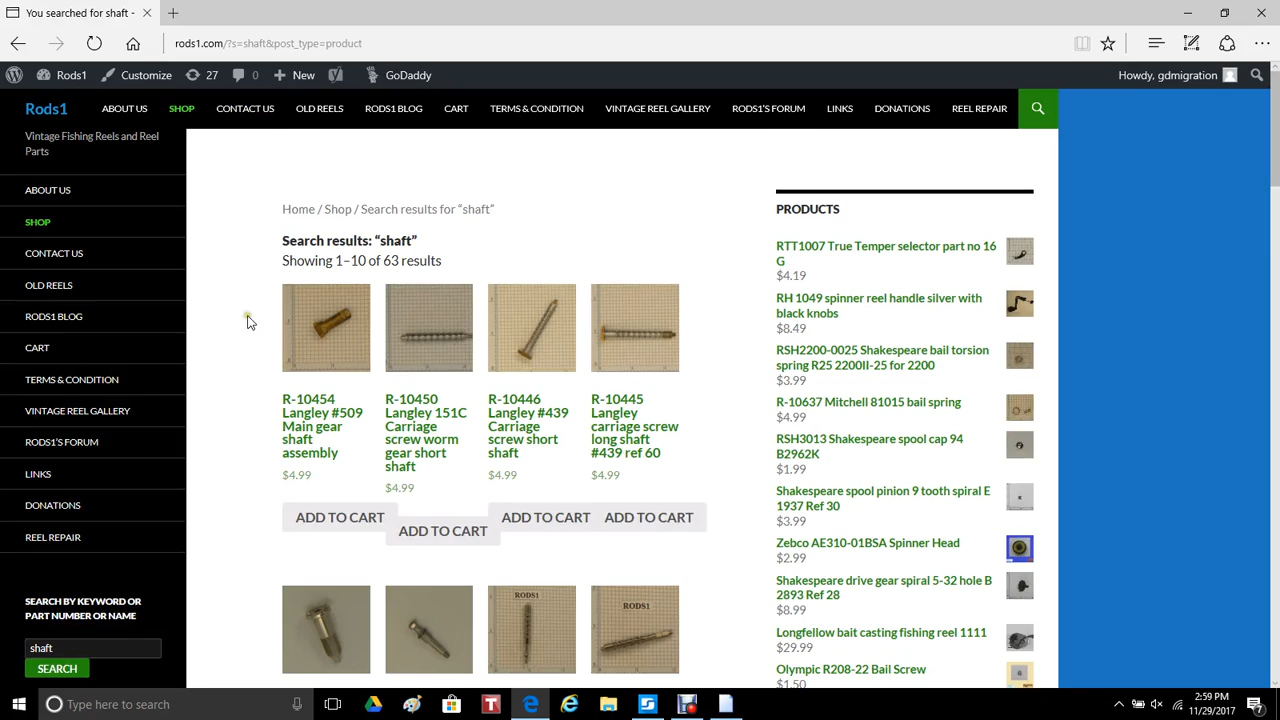 You searched for shaft -
rods1.com/?s=shaft&post_type=product
Rods1
Customize
27
0
New
GoDaddy
Howdy, gdmigration
Rods1
ABOUT US
SHOP
CONTACT US
OLD REELS
RODS1 BLOG
CART
TERMS & CONDITION
VINTAGE REEL GALLERY
RODS1'S FORUM
LINKS
DONATIONS
REEL REPAIR
Vintage Fishing Reels and Reel
Parts
ABOUT US
SHOP
CONTACT US
OLD REELS
RODS1 BLOG
CART
TERMS & CONDITION
VINTAGE REEL GALLERY
RODS1'S FORUM
LINKS
DONATIONS
REEL REPAIR
SEARCH BY KEYWORD OR
PART NUMBER OR NAME
shaft
SEARCH
Home / Shop / Search results for “shaft”
Search results: “shaft”
Showing 1–10 of 63 results
R-10454
Langley #509
Main gear
shaft
assembly
$4.99
ADD TO CART
R-10450
Langley 151C
Carriage
screw worm
gear short
shaft
$4.99
ADD TO CART
R-10446
Langley #439
Carriage
screw short
shaft
$4.99
ADD TO CART
R-10445
Langley
carriage screw
long shaft
#439 ref 60
$4.99
ADD TO CART
RODS1
RODS1
PRODUCTS
RTT1007 True Temper selector part no 16
G
$4.19
RH 1049 spinner reel handle silver with
black knobs
$8.49
RSH2200-0025 Shakespeare bail torsion
spring R25 2200II-25 for 2200
$3.99
R-10637 Mitchell 81015 bail spring
$4.99
RSH3013 Shakespeare spool cap 94
B2962K
$1.99
Shakespeare spool pinion 9 tooth spiral E
1937 Ref 30
$3.99
Zebco AE310-01BSA Spinner Head
$2.99
Shakespeare drive gear spiral 5-32 hole B
2893 Ref 28
$8.99
Longfellow bait casting fishing reel 1111
$29.99
Olympic R208-22 Bail Screw
$1.50
Type here to search
2:59 PM
11/29/2017